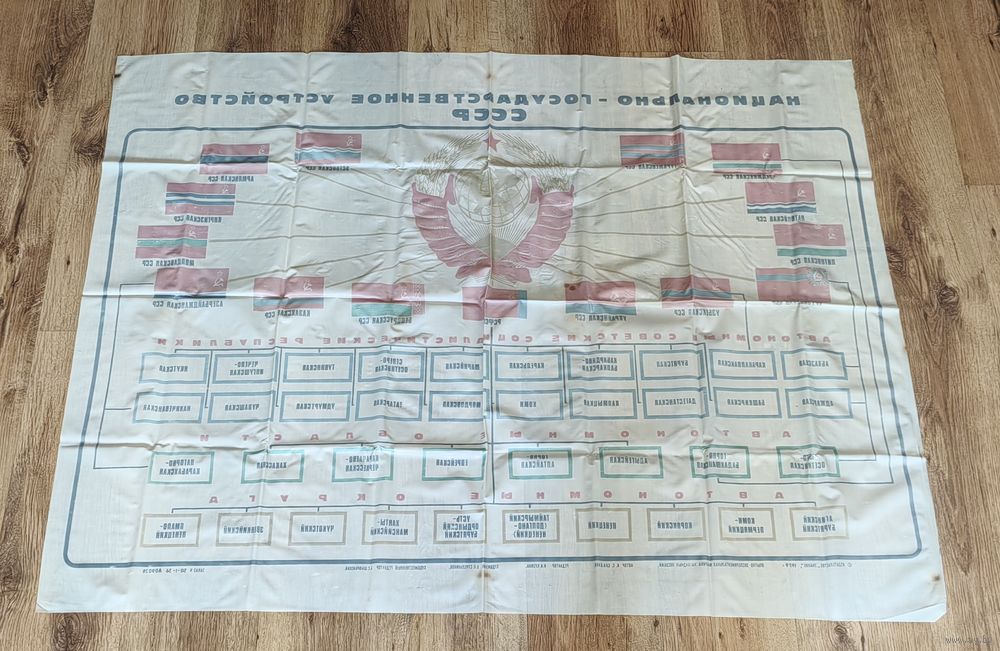 НАЦИОНАЛЬНО - ГОСУДАРСТВЕННОЕ УСТРОЙСТВО
СССР
ЭСТОНСКАЯ ССР
АРМЯНСКАЯ ССР
КИРГИЗСКАЯ ССР
ЛАТВИЙСКАЯ ССР
МОЛДАВСКАЯ ССР
ЛИТОВСКАЯ ССР
АЗЕРБАЙДЖАНСКАЯ ССР
КАЗАХСКАЯ ССР
БЕЛОРУССКАЯ ССР
РСФСР
УКРАИНСКАЯ ССР
УЗБЕКСКАЯ ССР
АВТОНОМНЫЕ СОВЕТСКИЕ СОЦИАЛИСТИЧЕСКИЕ РЕСПУБЛИКИ
АБХАЗСКАЯ
КАРАКАЛПАКСКАЯ
БУРЯТСКАЯ
КАБАРДИНО-
БАЛКАРСКАЯ
КАРЕЛЬСКАЯ
МАРИЙСКАЯ
СЕВЕРО-
ОСЕТИНСКАЯ
ТУВИНСКАЯ
ЧЕЧЕНО-
ИНГУШСКАЯ
ЯКУТСКАЯ
АДЖАРСКАЯ
БАШКИРСКАЯ
ДАГЕСТАНСКАЯ
КАЛМЫЦКАЯ
КОМИ
МОРДОВСКАЯ
ТАТАРСКАЯ
УДМУРТСКАЯ
ЧУВАШСКАЯ
НАХИЧЕВАНСКАЯ
АВТОНОМНЫЕ ОБЛАСТИ
ОСЕТИНСКАЯ
ГОРНО-
БАДАХШАНСКАЯ
АДЫГЕЙСКАЯ
ГОРНО-
АЛТАЙСКАЯ
ЕВРЕЙСКАЯ
КАРАЧАЕВО-
ЧЕРКЕССКАЯ
ХАКАССКАЯ
НАГОРНО-
КАРАБАХСКАЯ
АВТОНОМНЫЕ ОКРУГА
АГИНСКИЙ
БУРЯТСКИЙ
КОМИ-
ПЕРМЯЦКИЙ
КОРЯКСКИЙ
НЕНЕЦКИЙ
ТАЙМЫРСКИЙ
(ДОЛГАНО-
НЕНЕЦКИЙ)
УСТЬ-
ОРДЫНСКИЙ
БУРЯТСКИЙ
ХАНТЫ-
МАНСИЙСКИЙ
ЧУКОТСКИЙ
ЭВЕНКИЙСКИЙ
ЯМАЛО-
НЕНЕЦКИЙ